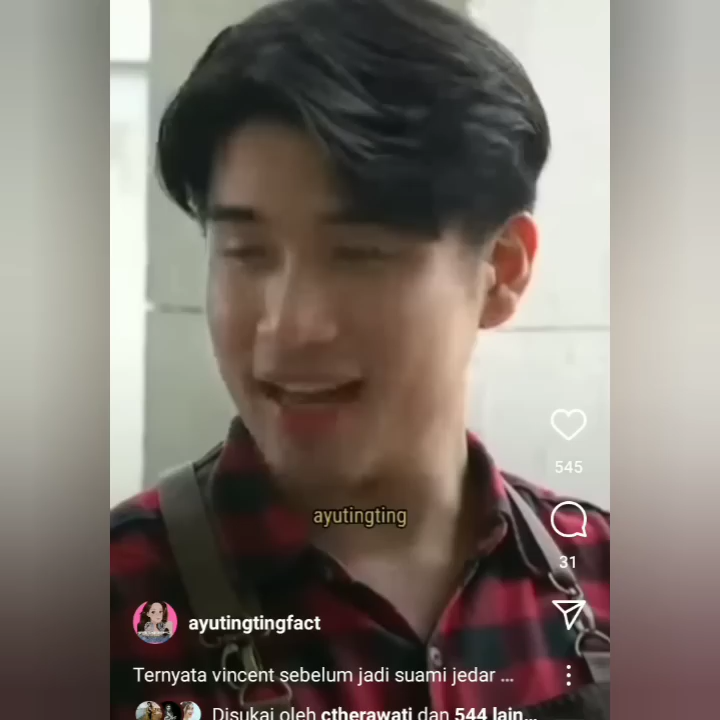 545
ayutingting
31
ayutingtingfact
Ternyata vincent sebelum jadi suami jedar ...
Disukai oleh ctherawati dan 544 lain...